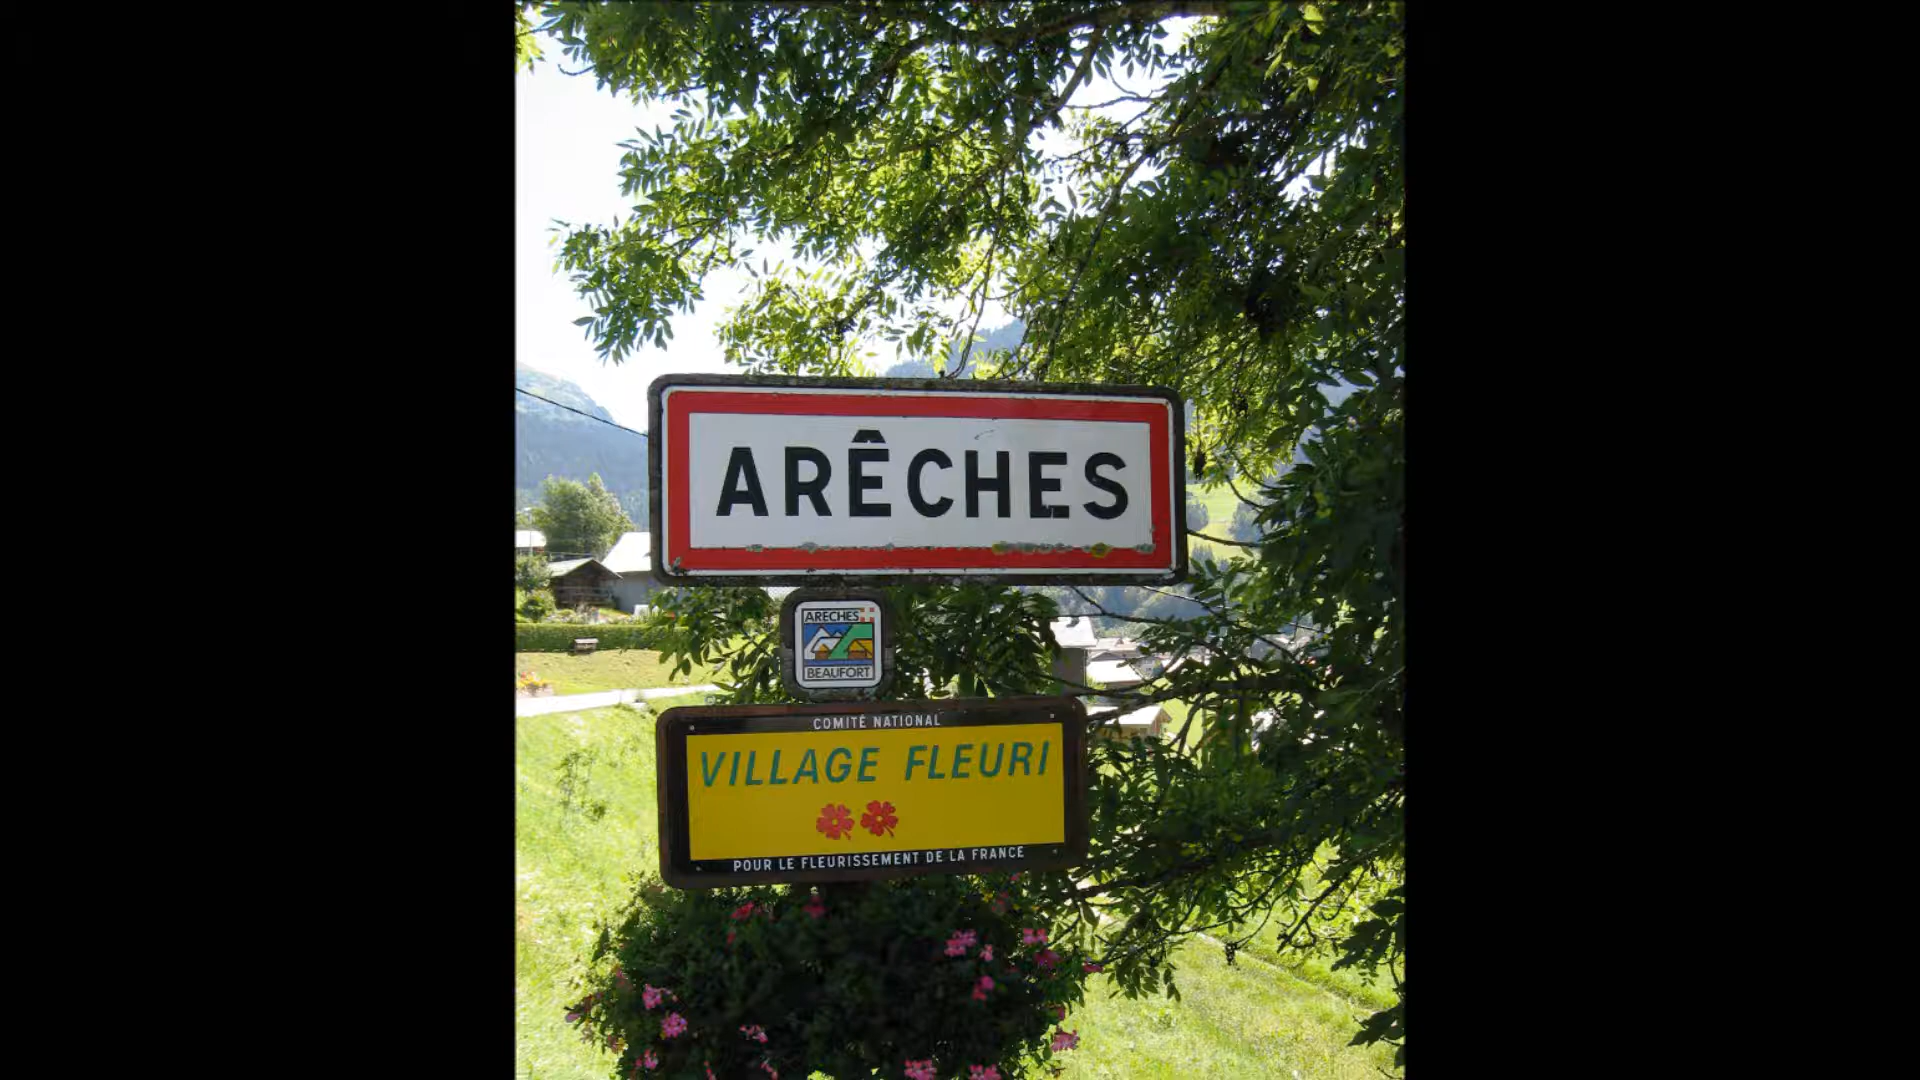 ARÊCHES
ARECHES
BEAUFORT
COMITÉ NATIONAL
VILLAGE FLEURI
POUR LE FLEURISSEMENT DE LA FRANCE